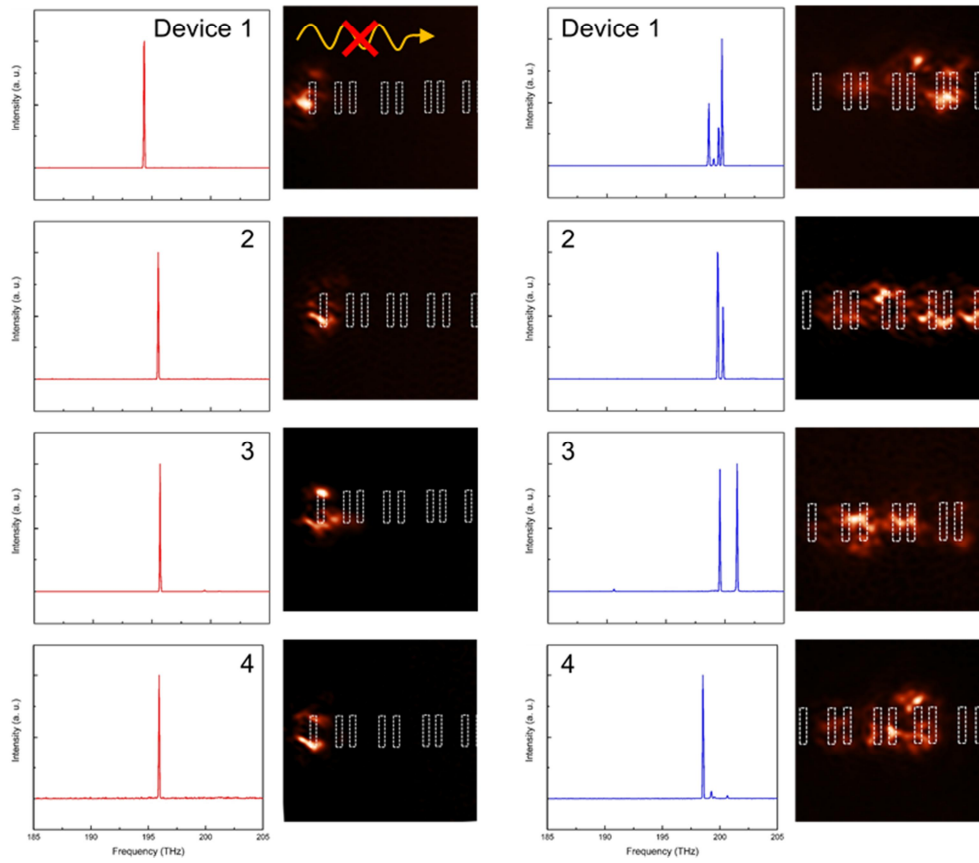 Device 1
Intensity (a. u.)
Device 1
Intensity (a. u.)
2
Intensity (a. u.)
2
Intensity (a. u.)
3
Intensity (a. u.)
3
Intensity (a. u.)
4
Intensity (a. u.)
185 190 195 200 205
Frequency (THz)
4
Intensity (a. u.)
185 190 195 200 205
Frequency (THz)